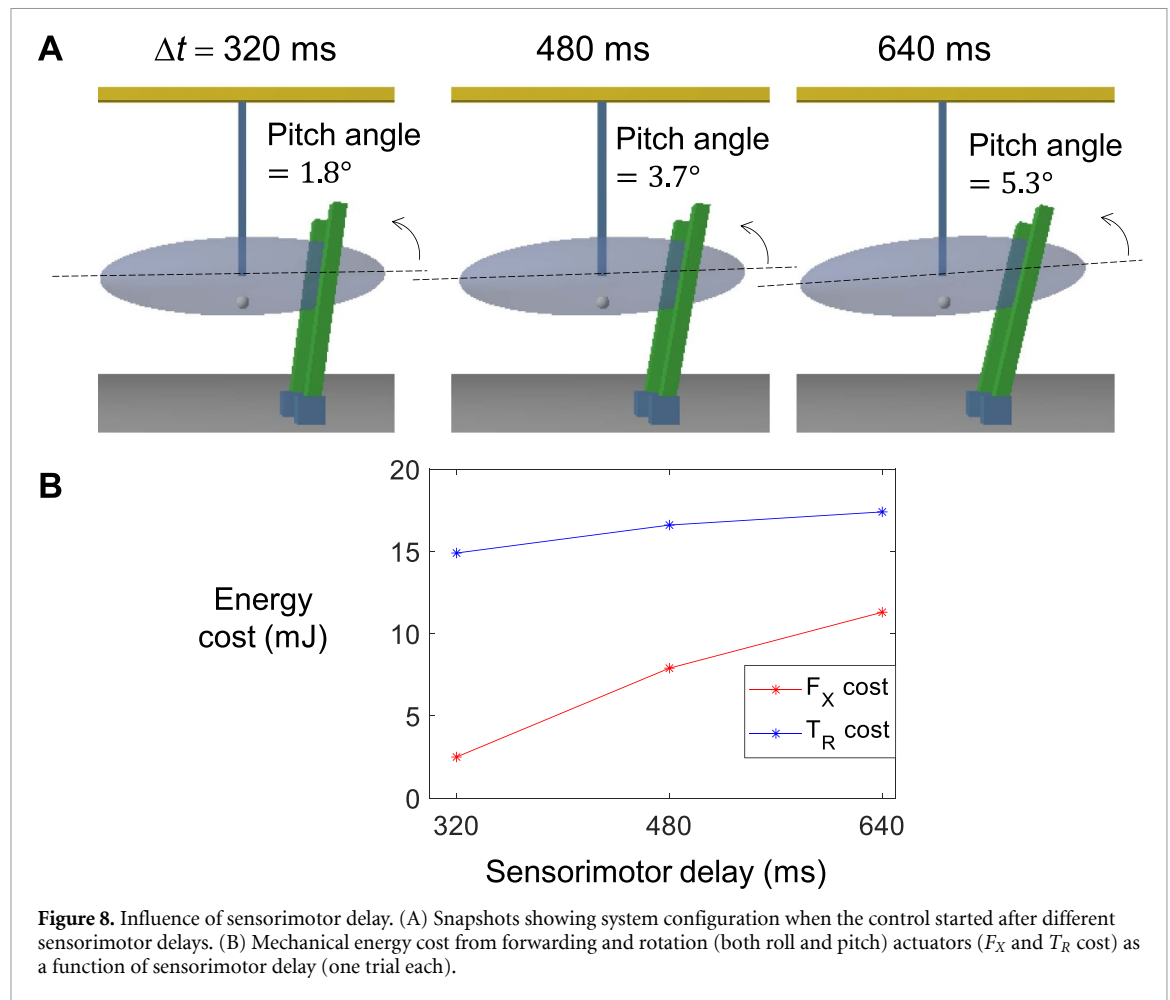 A
Δt = 320 ms
480 ms
640 ms
Pitch angle
= 1.8°
Pitch angle
= 3.7°
Pitch angle
= 5.3°
B
20
15
10
5
0
Energy
cost (mJ)
F_X cost
T_R cost
320
480
640
Sensorimotor delay (ms)
Figure 8. Influence of sensorimotor delay. (A) Snapshots showing system configuration when the control started after different
sensorimotor delays. (B) Mechanical energy cost from forwarding and rotation (both roll and pitch) actuators (F_X and T_R cost) as
a function of sensorimotor delay (one trial each).